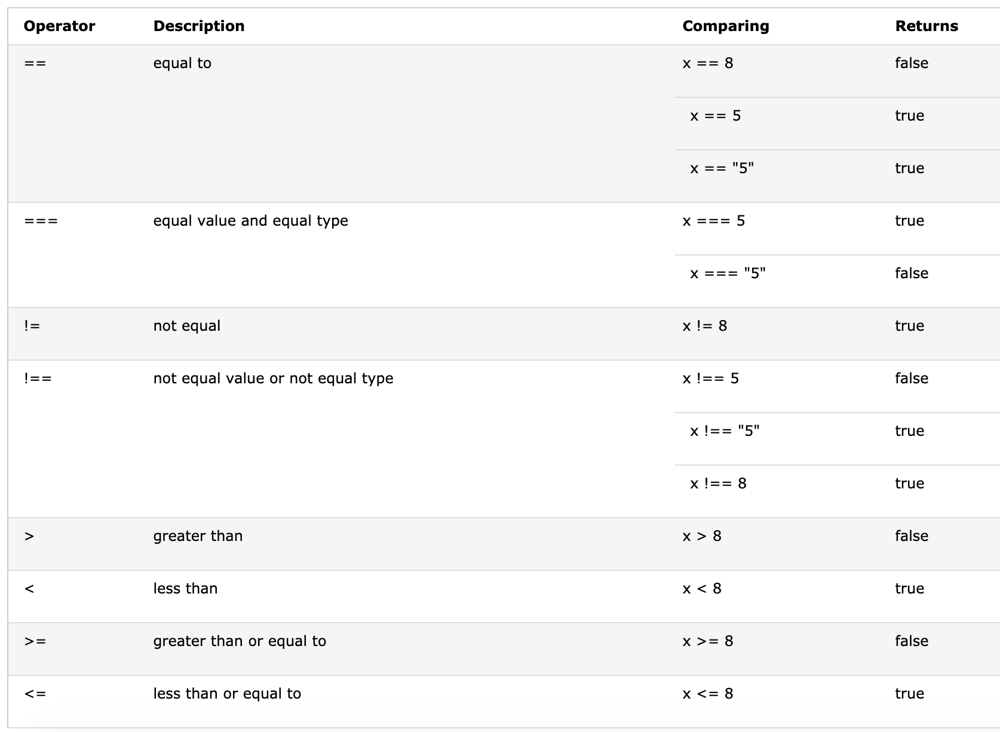 Operator Description Comparing Returns
== equal to x == 8 false
x == 5 true
x == "5" true
=== equal value and equal type x === 5 true
x === "5" false
!= not equal x != 8 true
!== not equal value or not equal type x !== 5 false
x !== "5" true
x !== 8 true
> greater than x > 8 false
< less than x < 8 true
>= greater than or equal to x >= 8 false
<= less than or equal to x <= 8 true